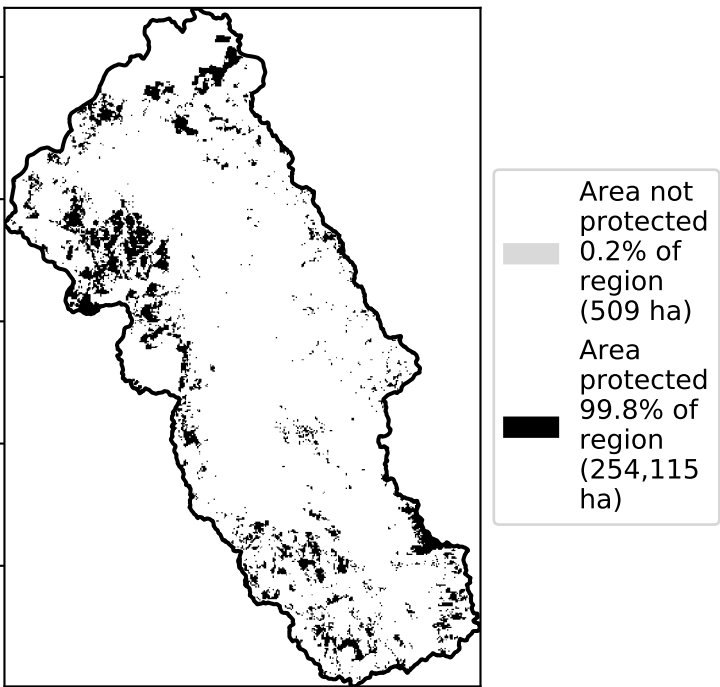 Area not
protected
0.2% of
region
(509 ha)
Area
protected
99.8% of
region
(254,115
ha)